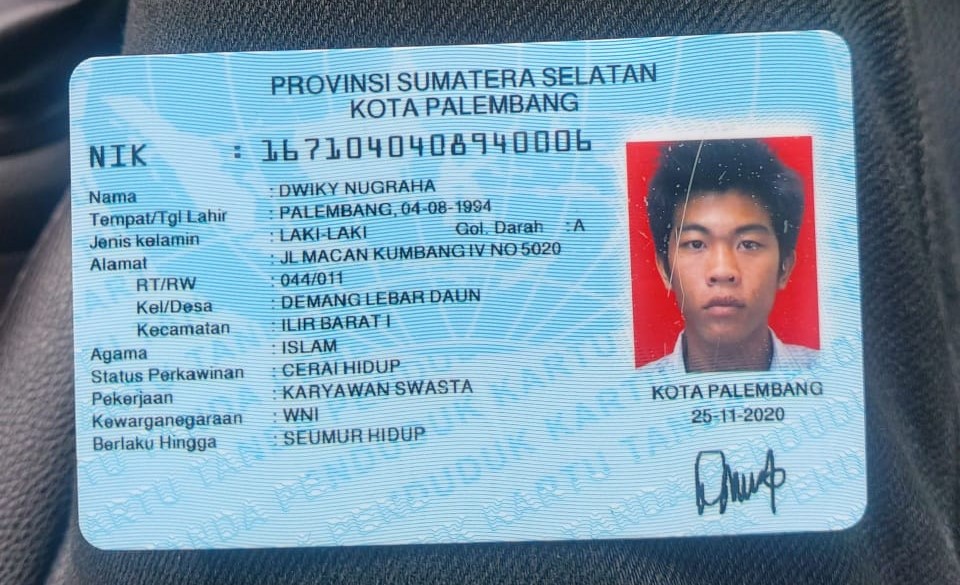 PROVINSI SUMATERA SELATAN
KOTA PALEMBANG
NIK : 1671040408940006
Nama : DWIKY NUGRAHA
Tempat/Tgl Lahir : PALEMBANG, 04-08-1994
Jenis kelamin : LAKI-LAKI Gol. Darah : A
Alamat : JL MACAN KUMBANG IV NO 5020
RT/RW : 044/011
Kel/Desa : DEMANG LEBAR DAUN
Kecamatan : ILIR BARAT I
Agama : ISLAM
Status Perkawinan : CERAI HIDUP
Pekerjaan : KARYAWAN SWASTA
Kewarganegaraan : WNI
Berlaku Hingga : SEUMUR HIDUP
KOTA PALEMBANG
25-11-2020